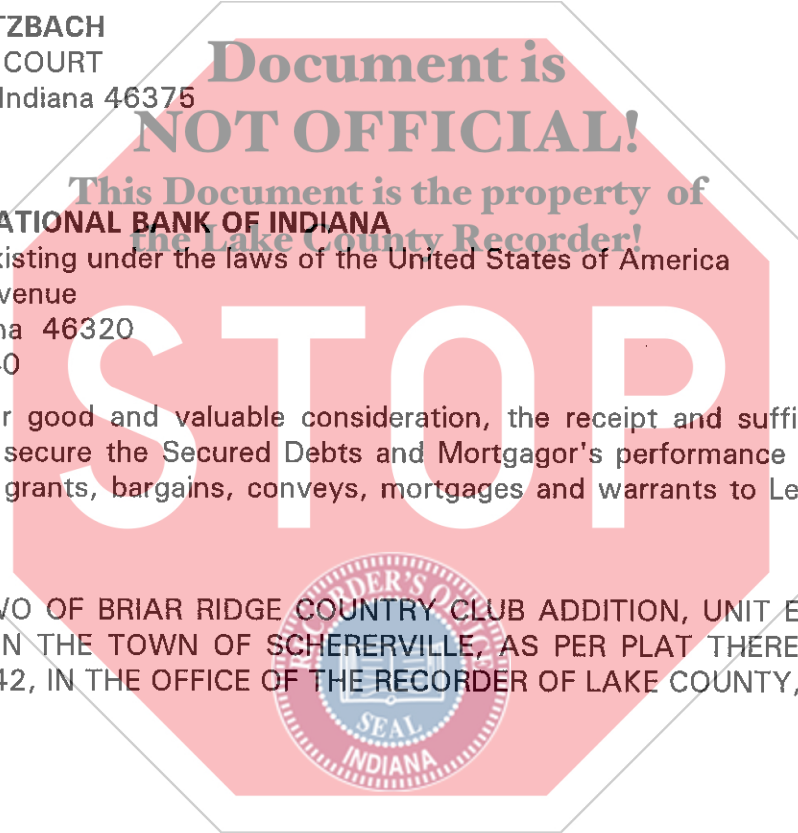 TZBACH
COURT
Indiana 46375
Document is
NOT OFFICIAL!
This Document is the property of
the Lake County Recorder!
ATIONAL BANK OF INDIANA
xisting under the laws of the United States of America
venue
na 46320
40
STOP
r good and valuable consideration, the receipt and suffi
secure the Secured Debts and Mortgagor's performance
grants, bargains, conveys, mortgages and warrants to Le
WO OF BRIAR RIDGE COUNTRY CLUB ADDITION, UNIT E
IN THE TOWN OF SCHERERVILLE, AS PER PLAT THERE
42, IN THE OFFICE OF THE RECORDER OF LAKE COUNTY,
RECORDER'S OFFICE
SEAL
INDIANA